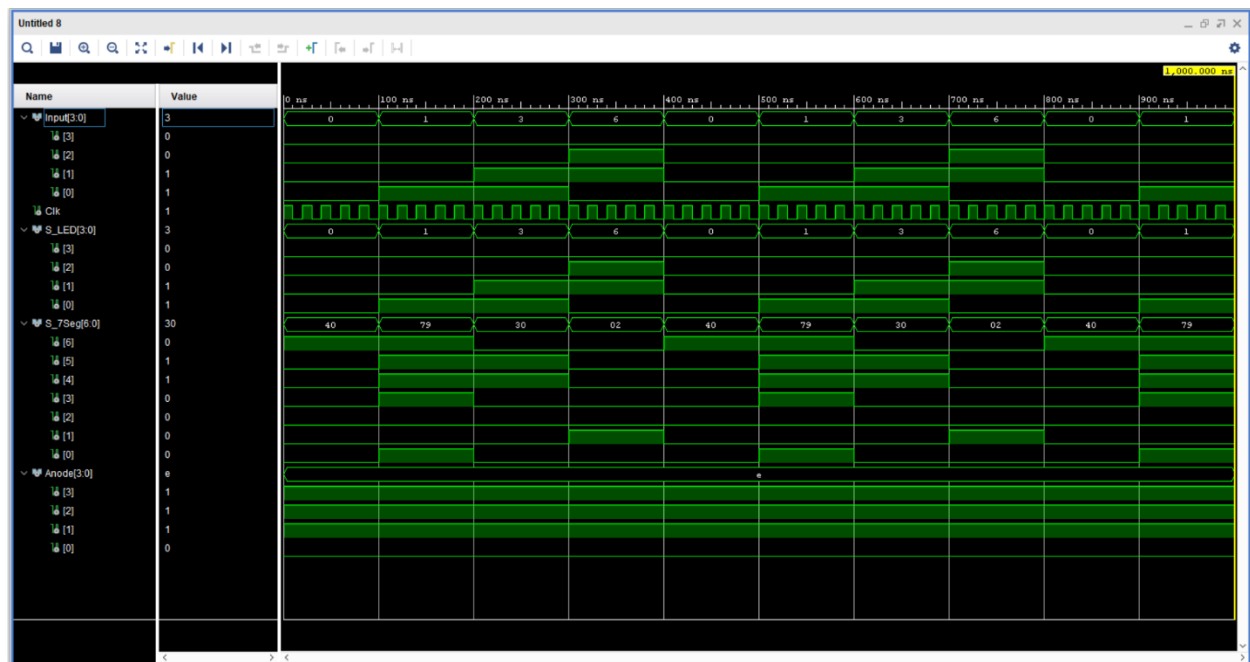 Untitled 8
1,000.000 ns
Name Value 0 ns 100 ns 200 ns 300 ns 400 ns 500 ns 600 ns 700 ns 800 ns 900 ns
Input[3:0] 3 0 1 3 6 0 1 3 6 0 1
[3] 0
[2] 0
[1] 1
[0] 1
Clk 1
S_LED[3:0] 3 0 1 3 6 0 1 3 6 0 1
[3] 0
[2] 0
[1] 1
[0] 1
S_7Seg[6:0] 30 40 79 30 02 40 79 30 02 40 79
[6] 0
[5] 1
[4] 1
[3] 0
[2] 0
[1] 0
[0] 0
Anode[3:0] e e
[3] 1
[2] 1
[1] 1
[0] 0